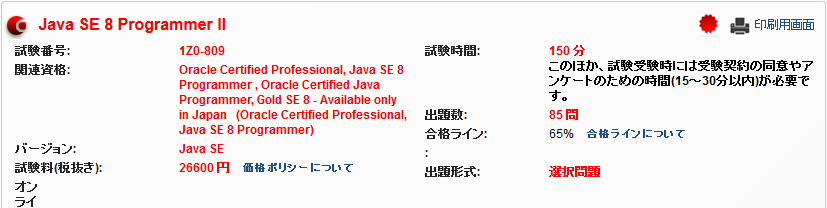 Java SE 8 Programmer II
印刷用画面
試験番号:
1Z0-809
関連資格:
Oracle Certified Professional, Java SE 8
Programmer , Oracle Certified Java
Programmer, Gold SE 8 - Available only
in Japan (Oracle Certified Professional,
Java SE 8 Programmer)
バージョン:
Java SE
試験料(税抜き):
26600 円 価格ポリシーについて
オン
ライ
試験時間:
150 分
このほか、試験受験時には受験契約の同意やア
ンケートのための時間(15～30分以内)が必要で
す。
出題数:
85 問
合格ライン:
65% 合格ラインについて
:
出題形式:
選択問題